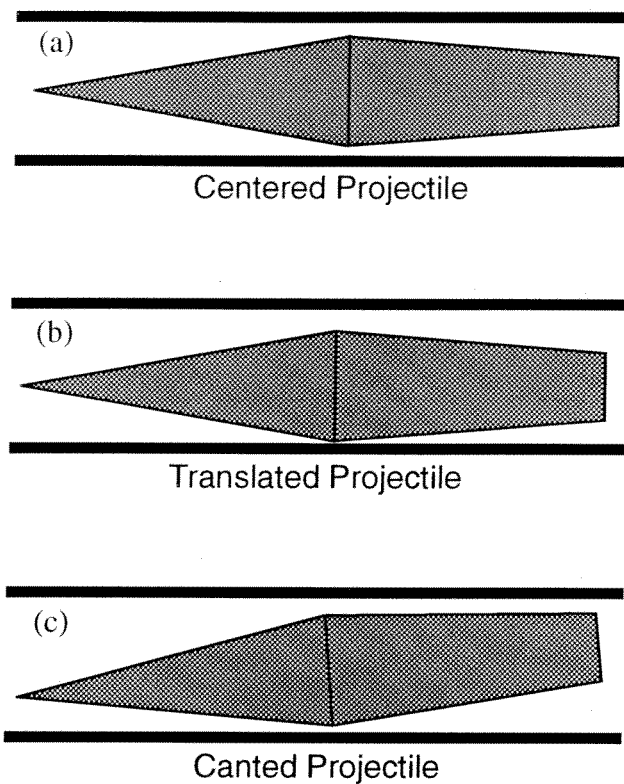 (a)
Centered Projectile
(b)
Translated Projectile
(c)
Canted Projectile